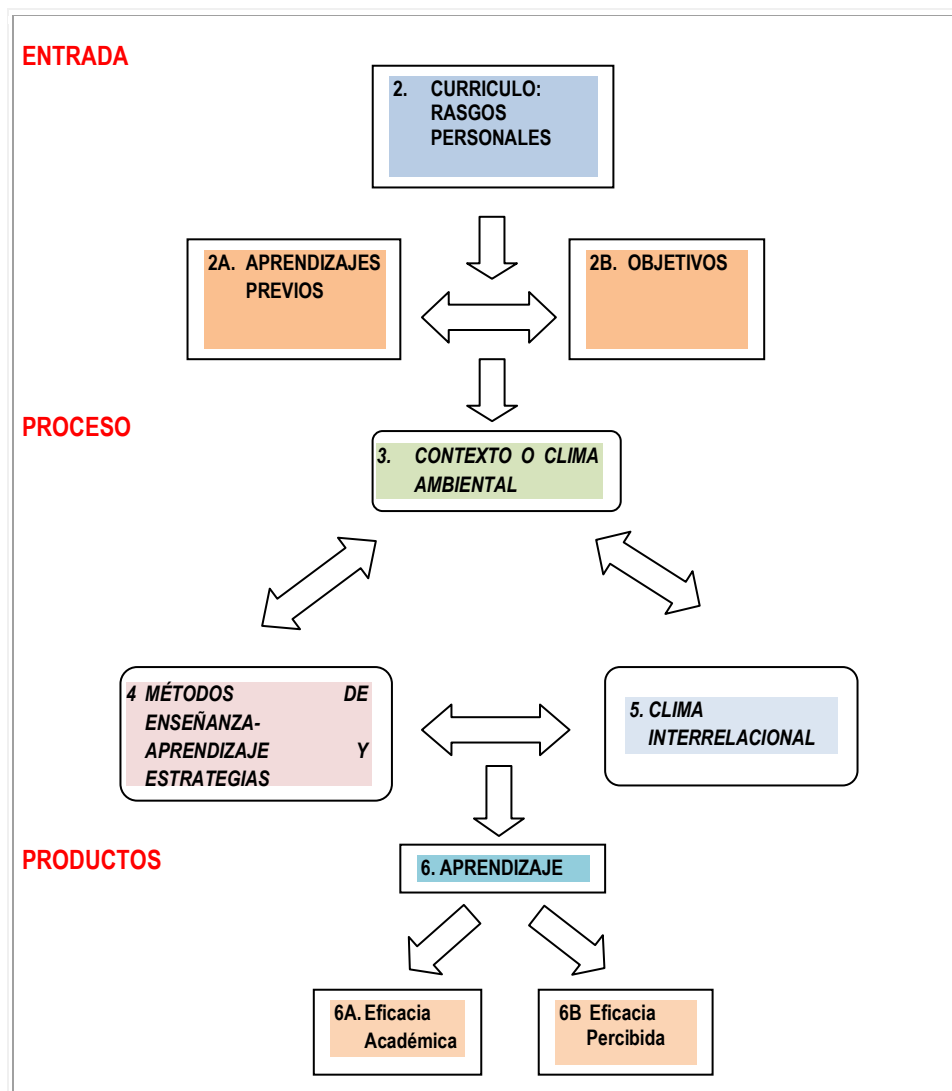 ENTRADA
2. CURRICULO:
RASGOS
PERSONALES
2A. APRENDIZAJES
PREVIOS
2B. OBJETIVOS
PROCESO
3. CONTEXTO O CLIMA
AMBIENTAL
4 MÉTODOS DE
ENSEÑANZA-
APRENDIZAJE Y
ESTRATEGIAS
5. CLIMA
INTERRELACIONAL
PRODUCTOS
6. APRENDIZAJE
6A. Eficacia
Académica
6B Eficacia
Percibida